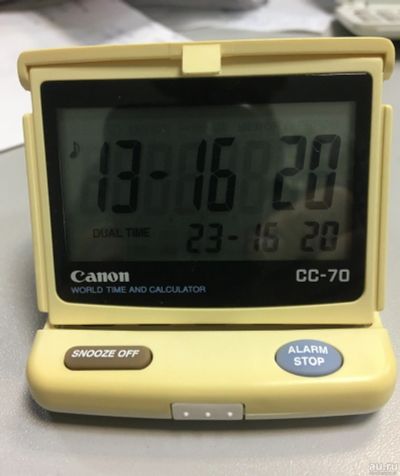 13-16 20
DUAL TIME 23-16 20
Canon CC-70
WORLD TIME AND CALCULATOR
SNOOZE OFF
ALARM
STOP
au.ru